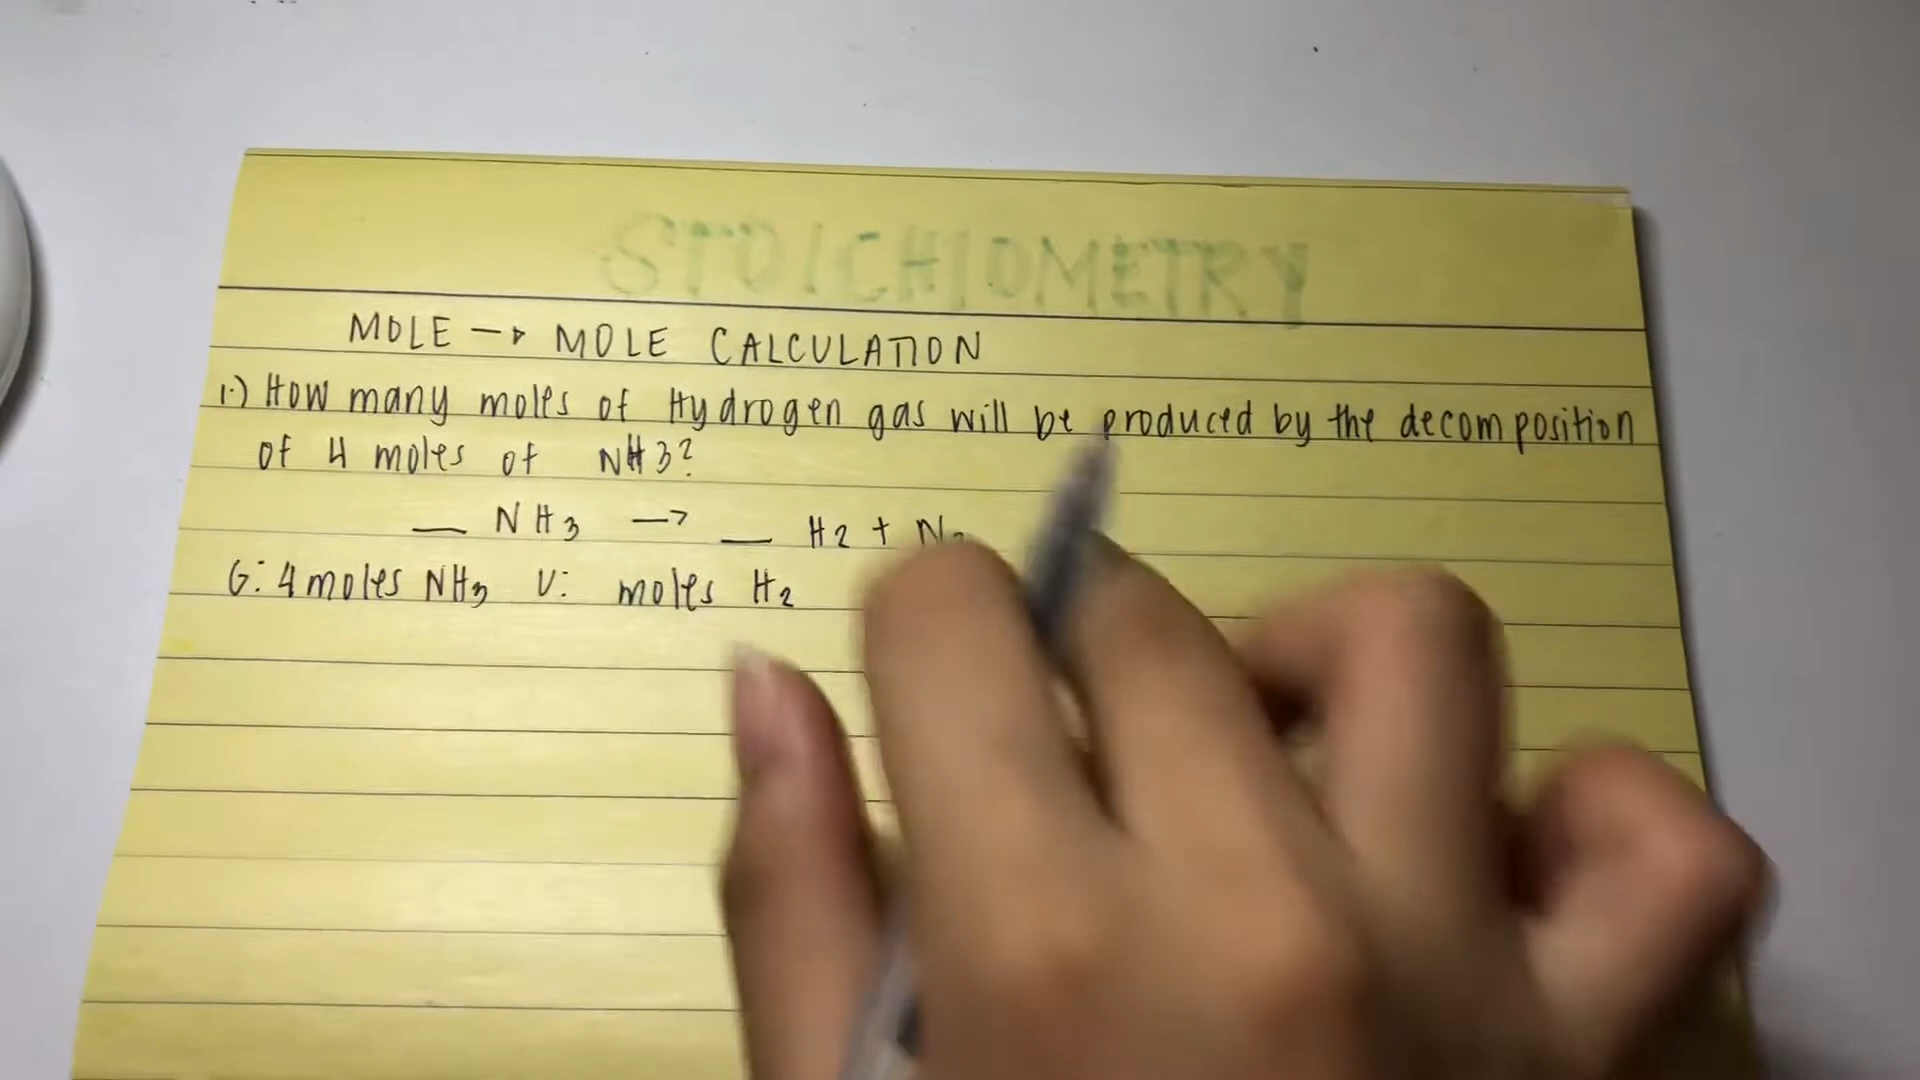 STOICHIOMETRY
MOLE → MOLE CALCULATION
1.) How many moles of Hydrogen gas will be produced by the decomposition
of 4 moles of NH3?
__ NH3 → __ H2 + N2
G: 4 moles NH3 U: moles H2